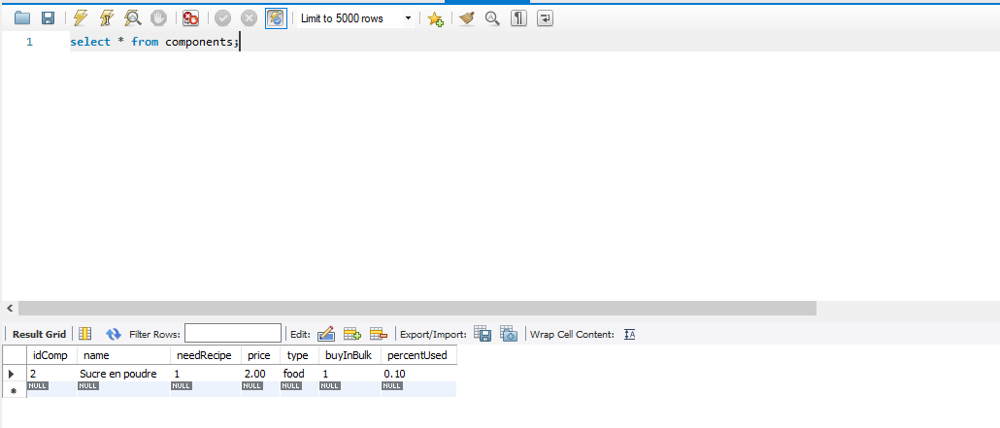 Limit to 5000 rows
1 select * from components;
Result Grid Filter Rows: Edit: Export/Import: Wrap Cell Content:
idComp name needRecipe price type buyInBulk percentUsed
2 Sucre en poudre 1 2.00 food 1 0.10
NULL NULL NULL NULL NULL NULL NULL